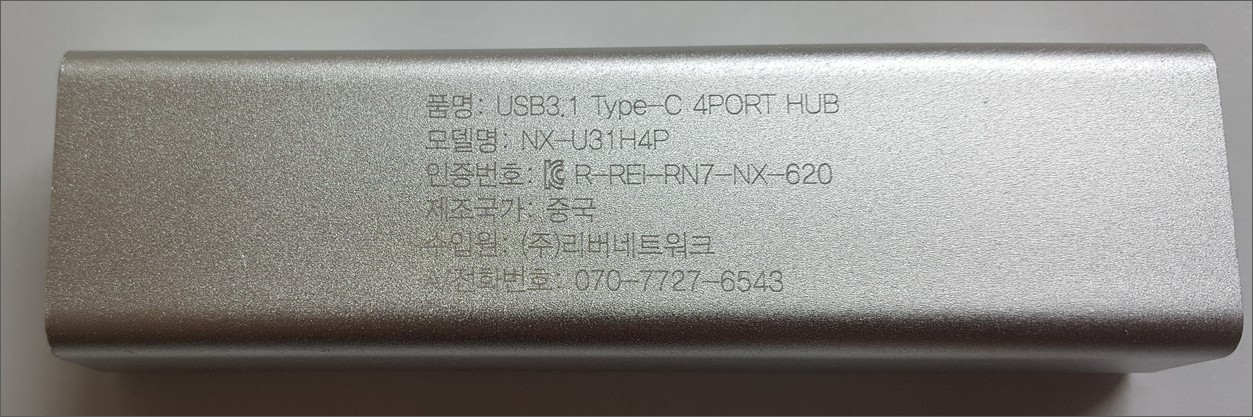 품명: USB3.1 Type-C 4PORT HUB
모델명: NX-U31H4P
인증번호: R-REI-RN7-NX-620
제조국가: 중국
수입원: (주)리버네트워크
A/전화번호: 070-7727-6543